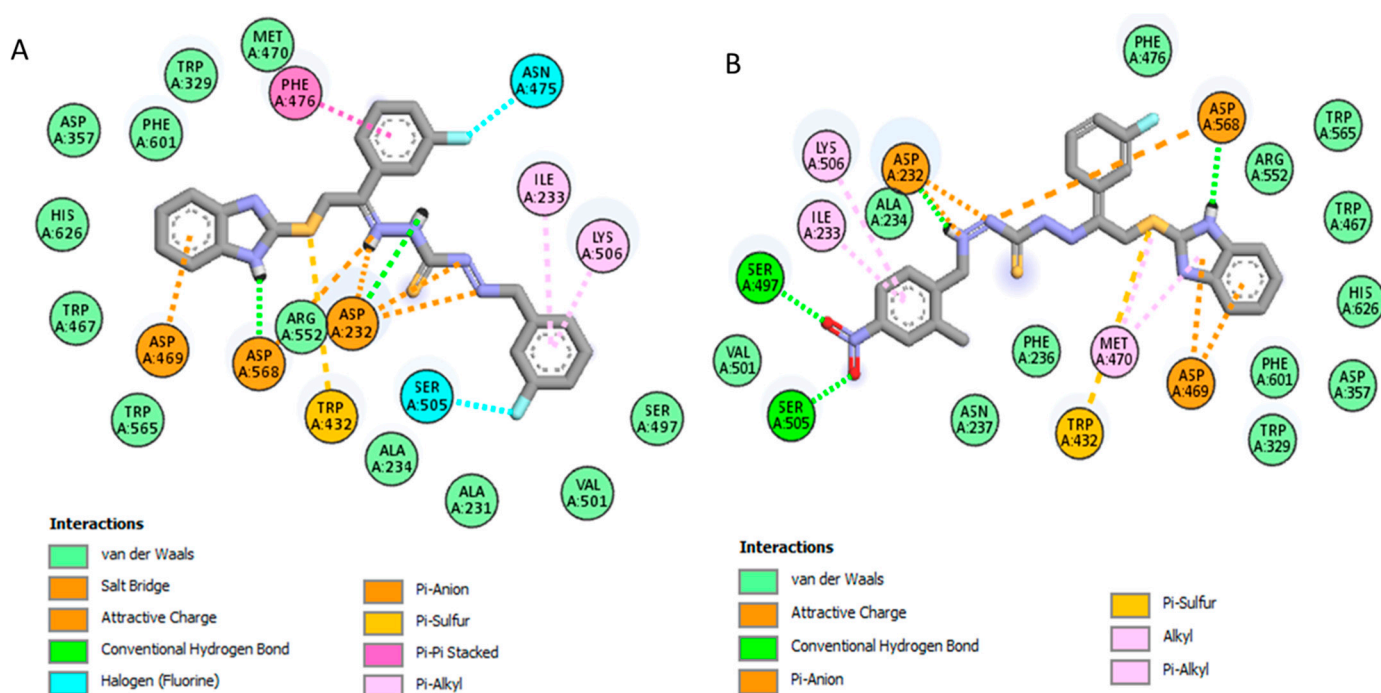 A
MET
A:470
TRP
A:329
PHE
A:476
ASN
A:475
ASP
A:357
PHE
A:601
ILE
A:233
HIS
A:626
LYS
A:506
TRP
A:467
ARG
A:552
ASP
A:232
ASP
A:469
ASP
A:568
SER
A:505
TRP
A:432
TRP
A:565
SER
A:497
ALA
A:234
ALA
A:231
VAL
A:501
Interactions
van der Waals
Salt Bridge
Attractive Charge
Conventional Hydrogen Bond
Halogen (Fluorine)
Pi-Anion
Pi-Sulfur
Pi-Pi Stacked
Pi-Alkyl
B
PHE
A:476
ASP
A:568
TRP
A:565
LYS
A:506
ASP
A:232
ARG
A:552
ALA
A:234
ILE
A:233
TRP
A:467
SER
A:497
HIS
A:626
VAL
A:501
PHE
A:236
MET
A:470
ASP
A:469
PHE
A:601
ASP
A:357
SER
A:505
ASN
A:237
TRP
A:432
TRP
A:329
Interactions
van der Waals
Attractive Charge
Conventional Hydrogen Bond
Pi-Anion
Pi-Sulfur
Alkyl
Pi-Alkyl